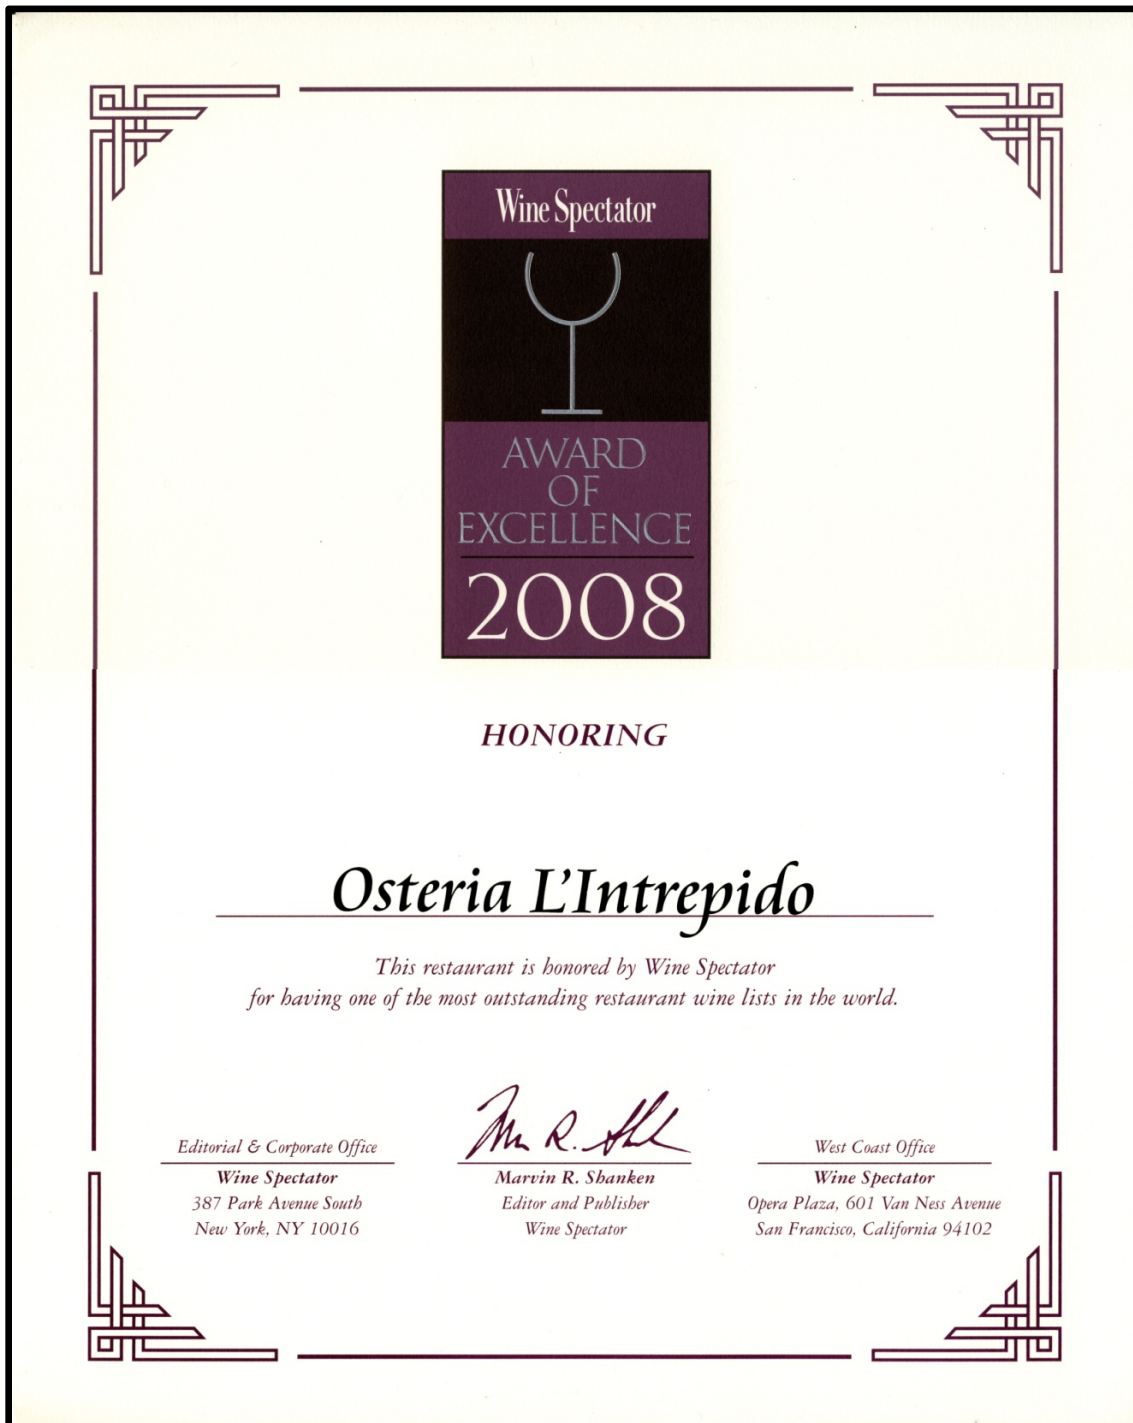 Wine Spectator
AWARD
OF
EXCELLENCE
2008
HONORING
Osteria L'Intrepido
This restaurant is honored by Wine Spectator
for having one of the most outstanding restaurant wine lists in the world.
Editorial & Corporate Office
Wine Spectator
387 Park Avenue South
New York, NY 10016
Marvin R. Shanken
Editor and Publisher
Wine Spectator
West Coast Office
Wine Spectator
Opera Plaza, 601 Van Ness Avenue
San Francisco, California 94102